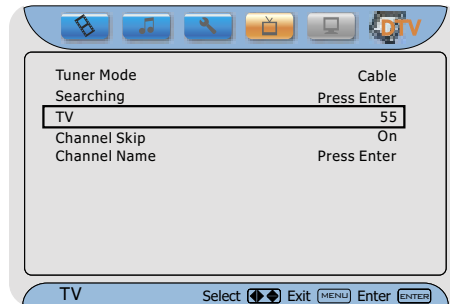 DTV
Tuner Mode Cable
Searching Press Enter
TV 55
Channel Skip On
Channel Name Press Enter
TV Select Exit MENU Enter ENTER